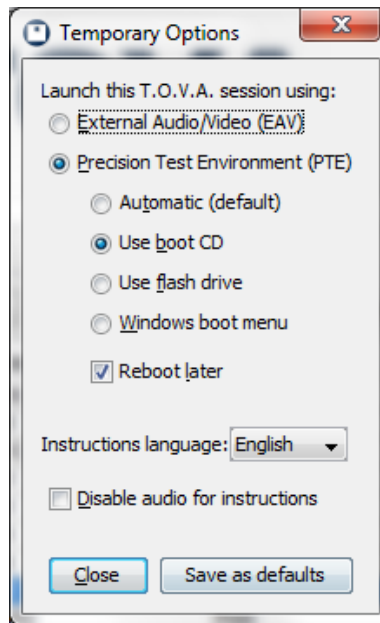 Temporary Options
Launch this T.O.V.A. session using:
External Audio/Video (EAV)
Precision Test Environment (PTE)
Automatic (default)
Use boot CD
Use flash drive
Windows boot menu
Reboot later
Instructions language: English
Disable audio for instructions
Close Save as defaults